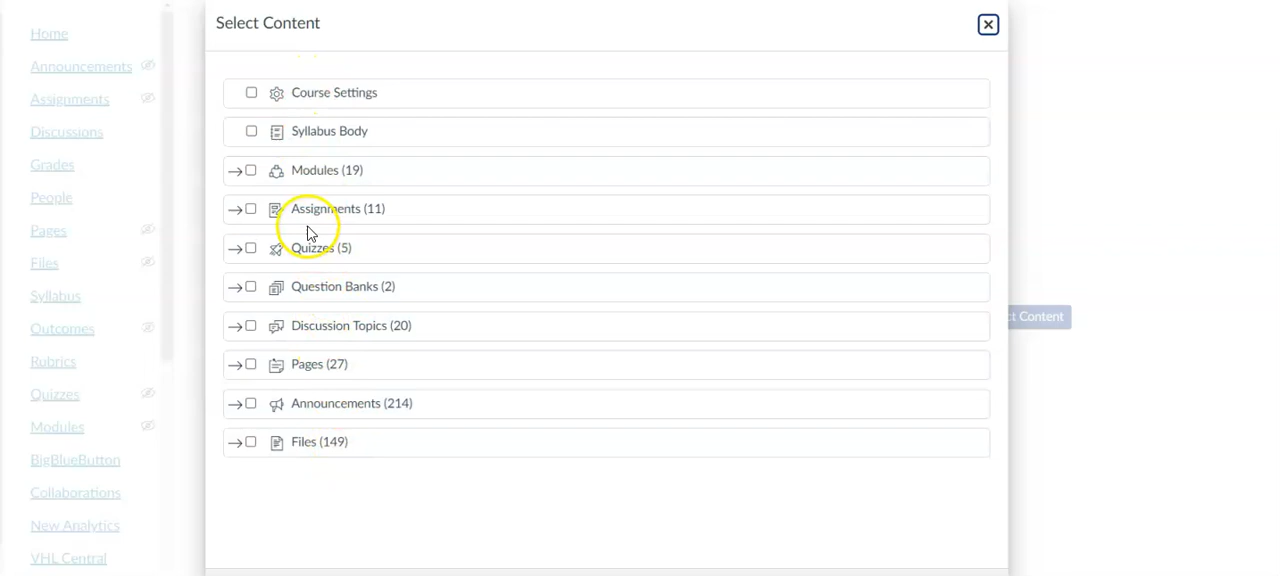 Select Content
Home
Announcements
Assignments
Discussions
Grades
People
Pages
Files
Syllabus
Outcomes
Rubrics
Quizzes
Modules
BigBlueButton
Collaborations
New Analytics
VHL Central
Course Settings
Syllabus Body
Modules (19)
Assignments (11)
Quizzes (5)
Question Banks (2)
Discussion Topics (20)
Pages (27)
Announcements (214)
Files (149)
ct Content